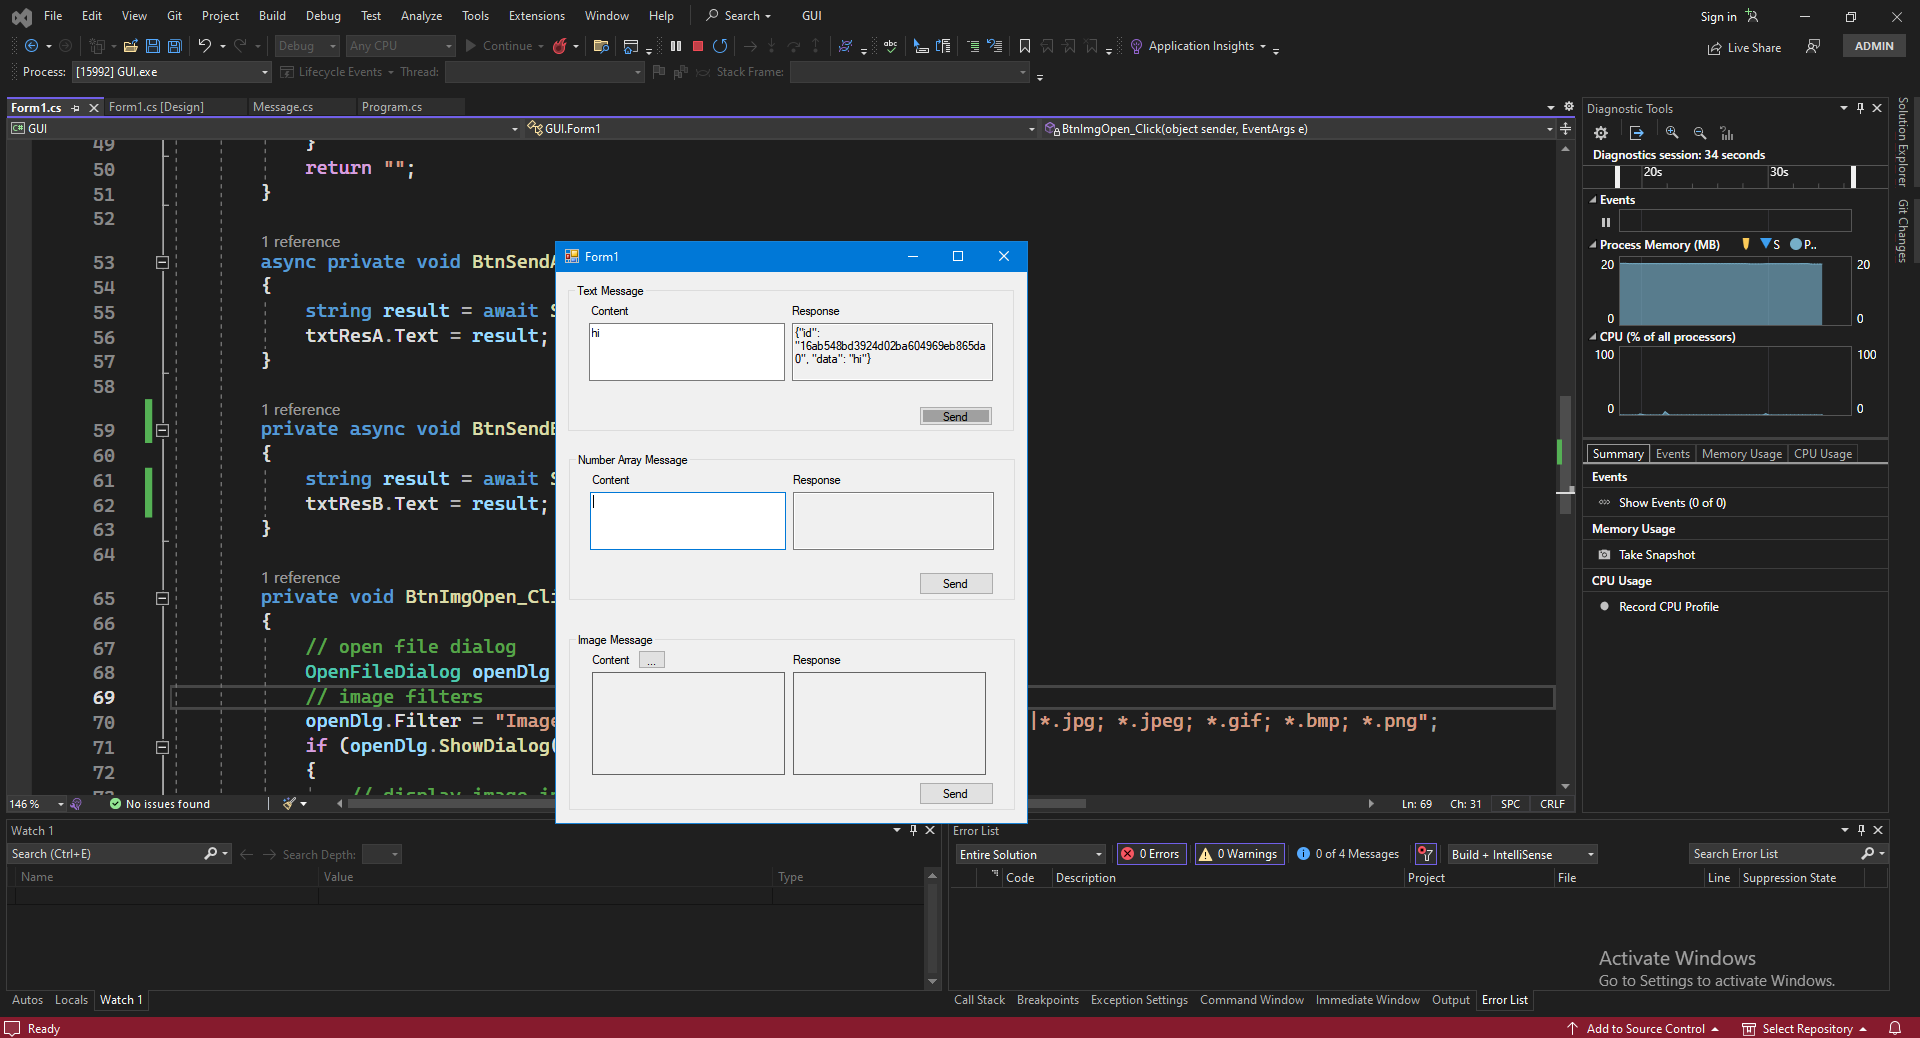 File Edit View Git Project Build Debug Test Analyze Tools Extensions Window Help Search GUI Sign in
Debug Any CPU Continue Application Insights Live Share ADMIN
Process: [15992] GUI.exe Lifecycle Events Thread: Stack Frame:
Form1.cs Form1.cs [Design] Message.cs Program.cs
GUI GUI.Form1 BtnImgOpen_Click(object sender, EventArgs e)
49 }
50 return "";
51 }
52
1 reference
53 async private void BtnSendA
54 {
55 string result = await
56 txtResA.Text = result;
57 }
58
1 reference
59 private async void BtnSend
60 {
61 string result = await
62 txtResB.Text = result;
63 }
64
1 reference
65 private void BtnImgOpen_Cli
66 {
67 // open file dialog
68 OpenFileDialog openDlg
69 // image filters
70 openDlg.Filter = "Image |*.jpg; *.jpeg; *.gif; *.bmp; *.png";
71 if (openDlg.ShowDialog(
72 {
// display image i
146 % No issues found Ln: 69 Ch: 31 SPC CRLF
Form1
Text Message
Content Response
hi
{"id":
"16ab548bd3924d02ba604969eb865da
0", "data": "hi"}
Send
Number Array Message
Content Response
Send
Image Message
Content ... Response
Send
Diagnostic Tools
Diagnostics session: 34 seconds
20s 30s
Events
Process Memory (MB) S P..
20 20
0 0
CPU (% of all processors)
100 100
0 0
Summary Events Memory Usage CPU Usage
Events
Show Events (0 of 0)
Memory Usage
Take Snapshot
CPU Usage
Record CPU Profile
Solution Explorer
Git Changes
Watch 1
Search (Ctrl+E) Search Depth:
Name Value Type
Autos Locals Watch 1
Error List
Entire Solution 0 Errors 0 Warnings 0 of 4 Messages Build + IntelliSense Search Error List
Code Description Project File Line Suppression State
Activate Windows
Go to Settings to activate Windows.
Call Stack Breakpoints Exception Settings Command Window Immediate Window Output Error List
Ready Add to Source Control Select Repository